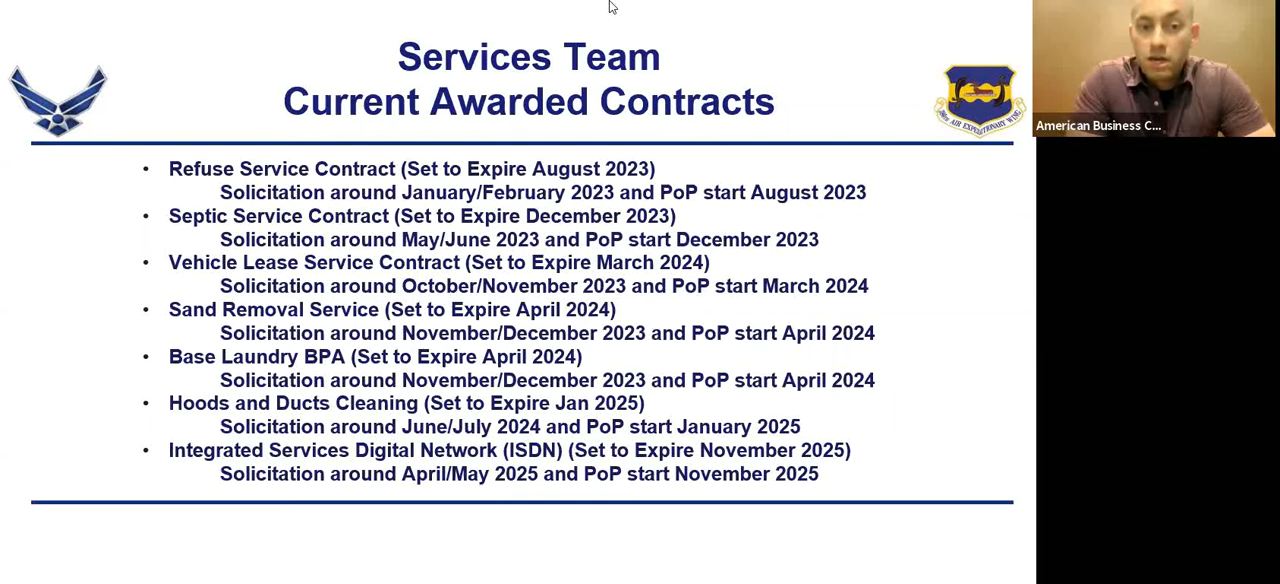 Services Team
Current Awarded Contracts
• Refuse Service Contract (Set to Expire August 2023)
Solicitation around January/February 2023 and PoP start August 2023
• Septic Service Contract (Set to Expire December 2023)
Solicitation around May/June 2023 and PoP start December 2023
• Vehicle Lease Service Contract (Set to Expire March 2024)
Solicitation around October/November 2023 and PoP start March 2024
• Sand Removal Service (Set to Expire April 2024)
Solicitation around November/December 2023 and PoP start April 2024
• Base Laundry BPA (Set to Expire April 2024)
Solicitation around November/December 2023 and PoP start April 2024
• Hoods and Ducts Cleaning (Set to Expire Jan 2025)
Solicitation around June/July 2024 and PoP start January 2025
• Integrated Services Digital Network (ISDN) (Set to Expire November 2025)
Solicitation around April/May 2025 and PoP start November 2025
AIR EXPEDITIONARY WING
American Business C...